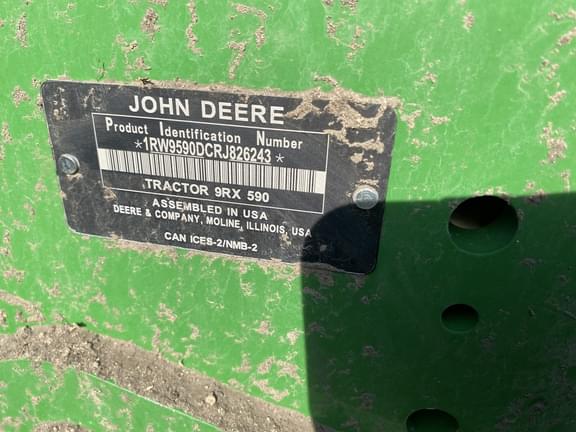 JOHN DEERE
Product Identification Number
*1RW9590DCRJ826243*
TRACTOR 9RX 590
ASSEMBLED IN USA
DEERE & COMPANY, MOLINE, ILLINOIS, USA
CAN ICES-2/NMB-2